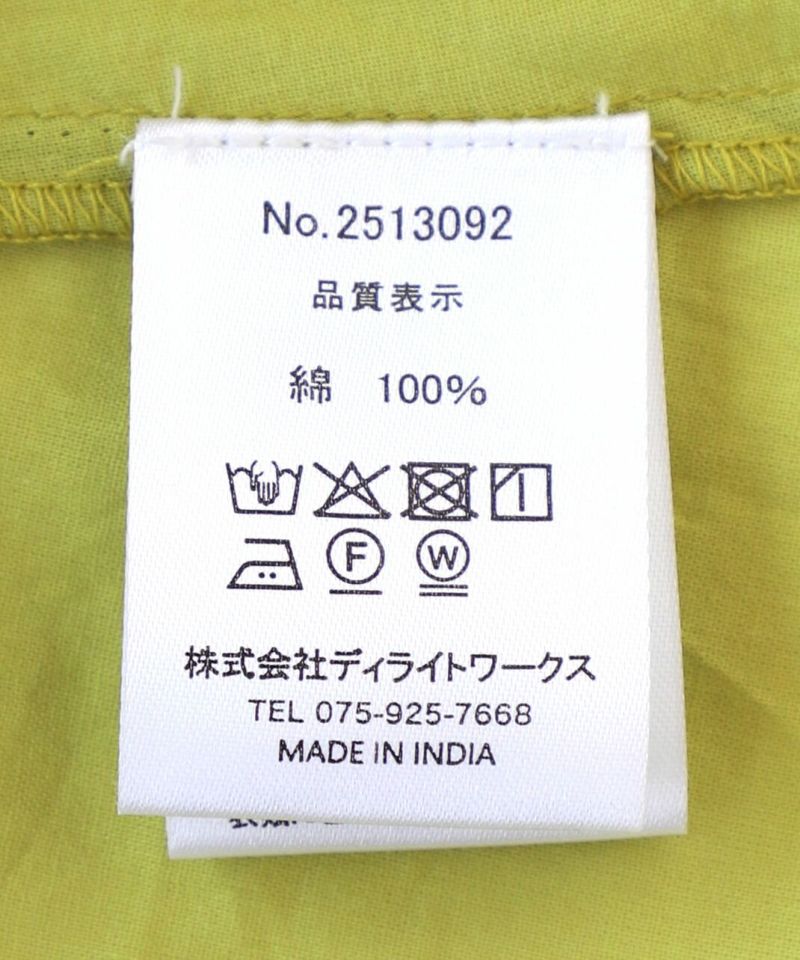 No.2513092
品質表示
綿 100%
F W
株式会社ディライトワークス
TEL 075-925-7668
MADE IN INDIA